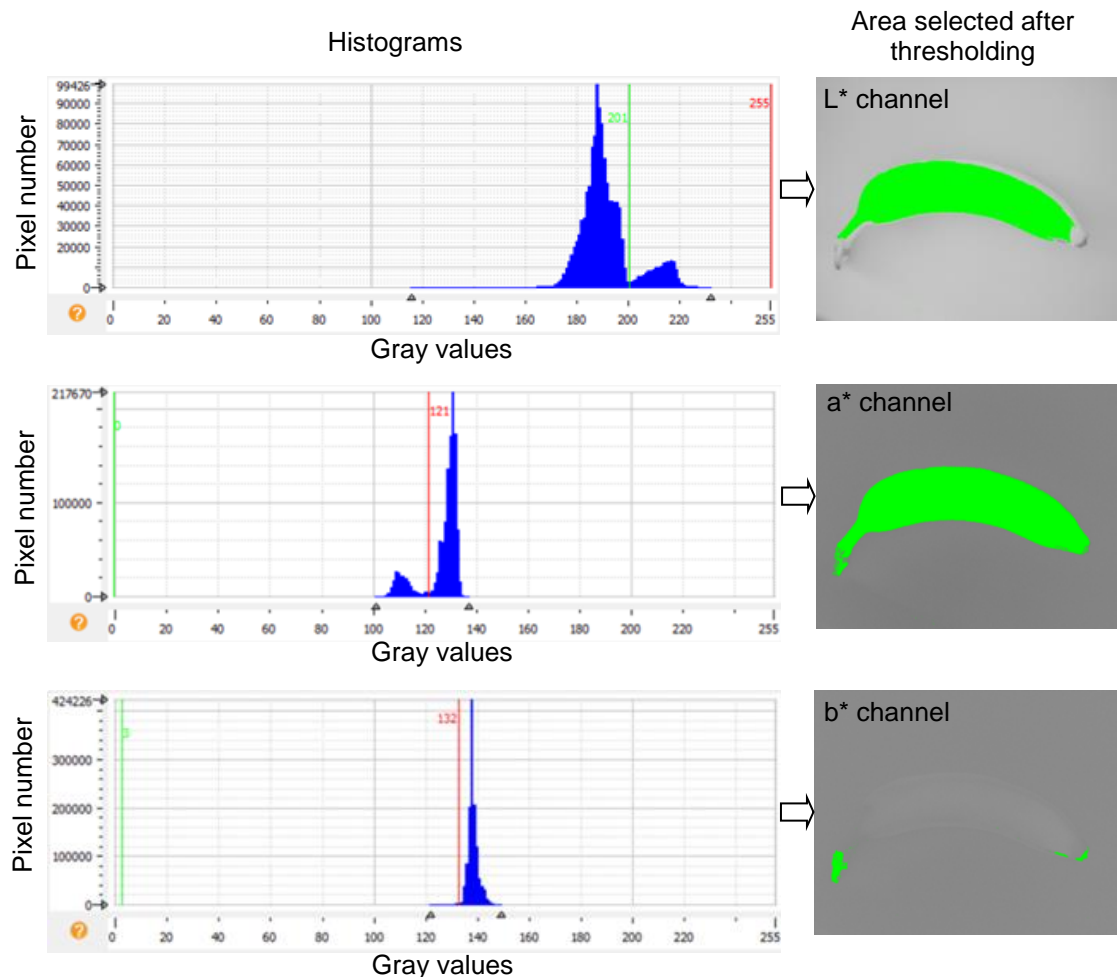 Histograms
Area selected after
thresholding
Pixel number
99426
90000
80000
70000
60000
50000
40000
30000
20000
0
201
255
0 20 40 60 80 100 120 140 160 180 200 220 255
?
Gray values
L* channel
Pixel number
217670
100000
0
0
121
0 20 40 60 80 100 120 140 160 180 200 220 255
?
Gray values
a* channel
Pixel number
424226
300000
200000
100000
0
3
132
0 20 40 60 80 100 120 140 160 180 200 220 255
?
Gray values
b* channel